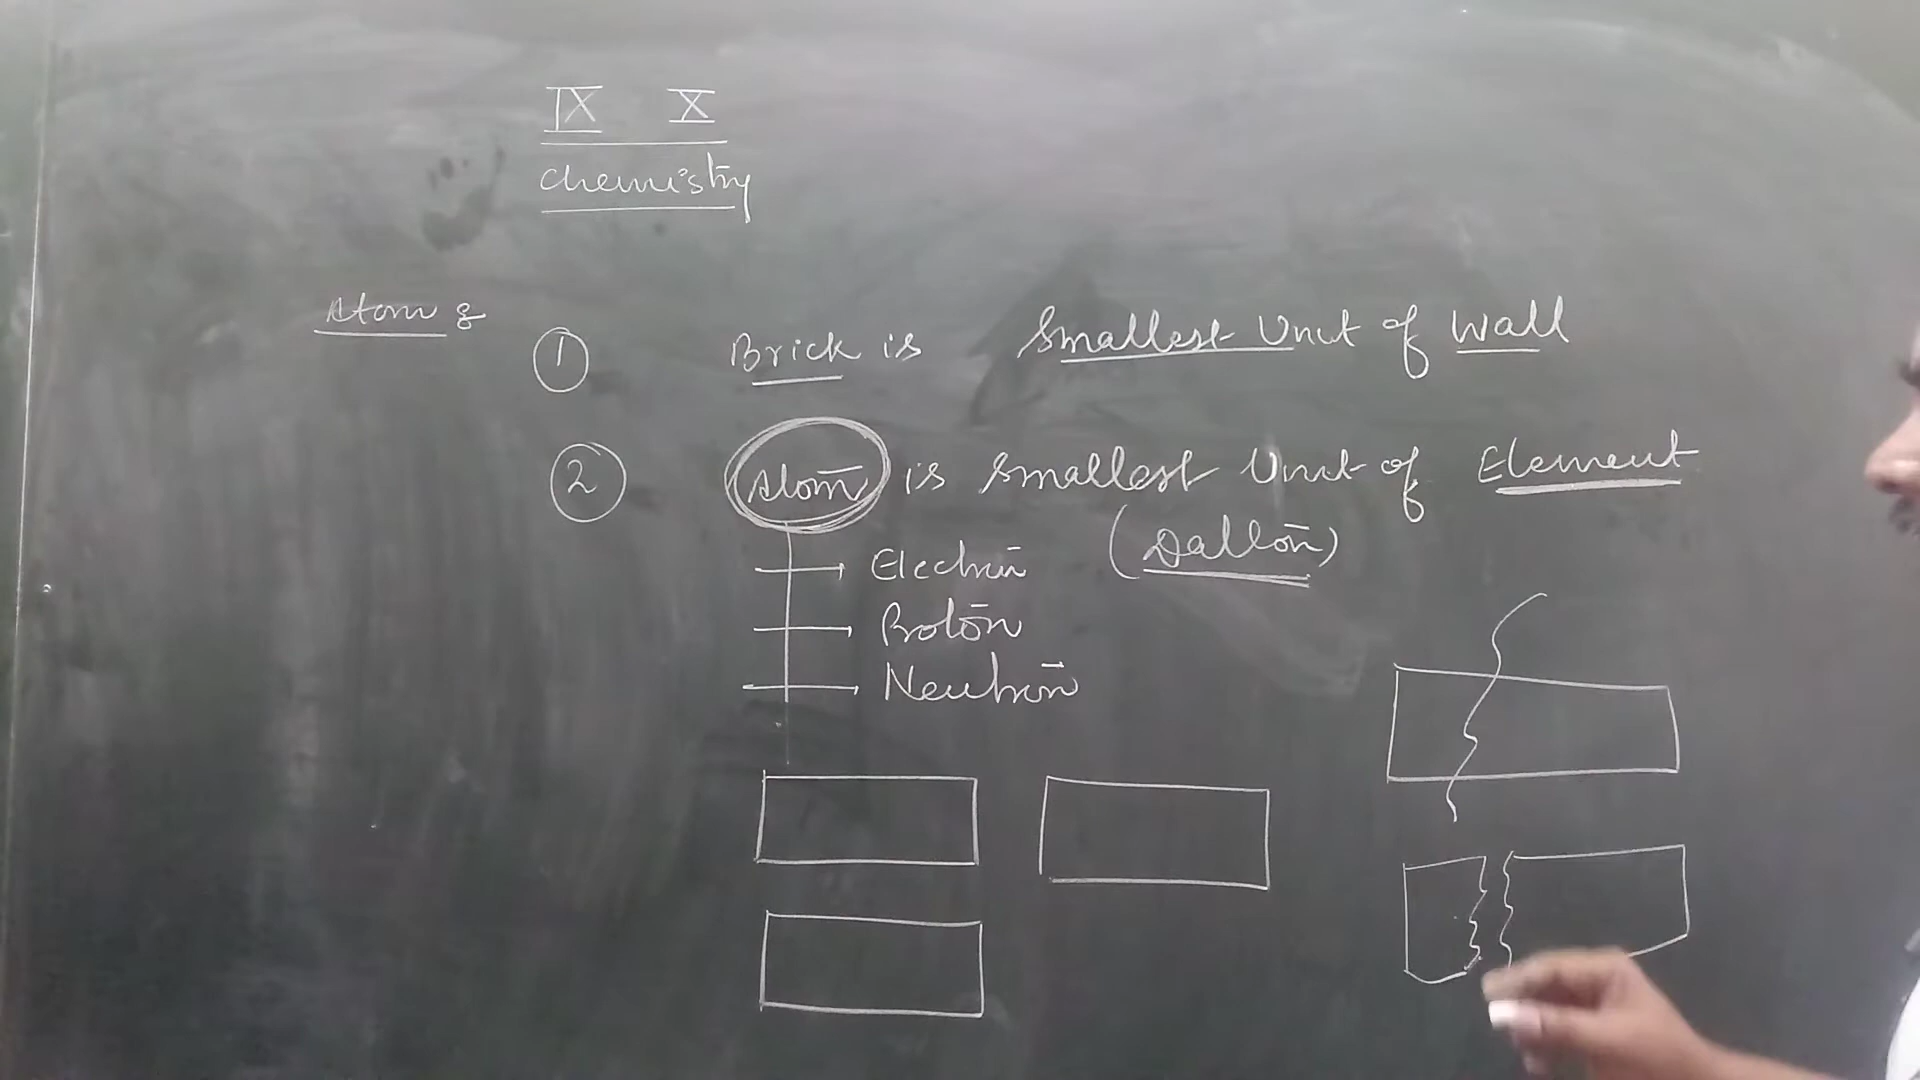 IX X
Chemistry
Atom :
1 Brick is Smallest Unit of Wall
2 Atom is Smallest Unit of Element
(Dalton)
Electron
Proton
Neutron